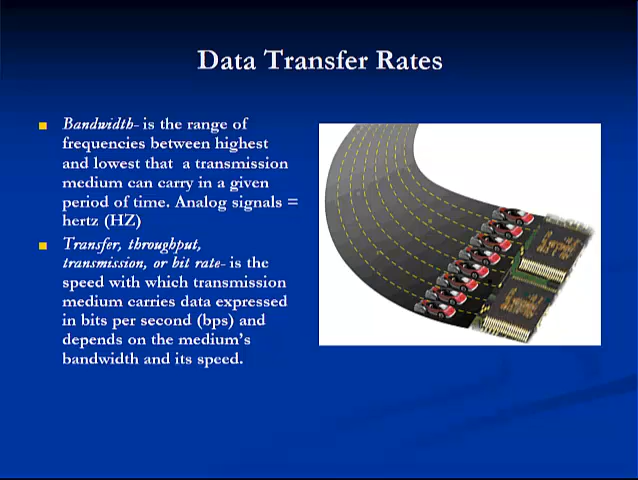 Data Transfer Rates
Bandwidth- is the range of
frequencies between highest
and lowest that a transmission
medium can carry in a given
period of time. Analog signals =
hertz (HZ)
Transfer, throughput,
transmission, or bit rate- is the
speed with which transmission
medium carries data expressed
in bits per second (bps) and
depends on the medium's
bandwidth and its speed.